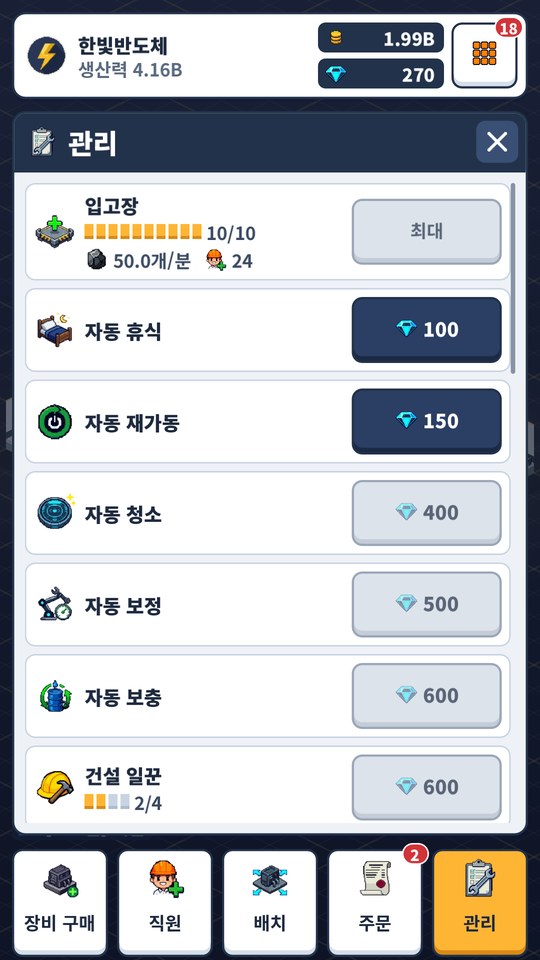 한빛반도체
생산력 4.16B
1.99B
270
18
관리
입고장
10/10
50.0개/분 24
최대
자동 휴식
100
자동 재가동
150
자동 청소
400
자동 보정
500
자동 보충
600
건설 일꾼
2/4
600
장비 구매
직원
배치
2
주문
관리